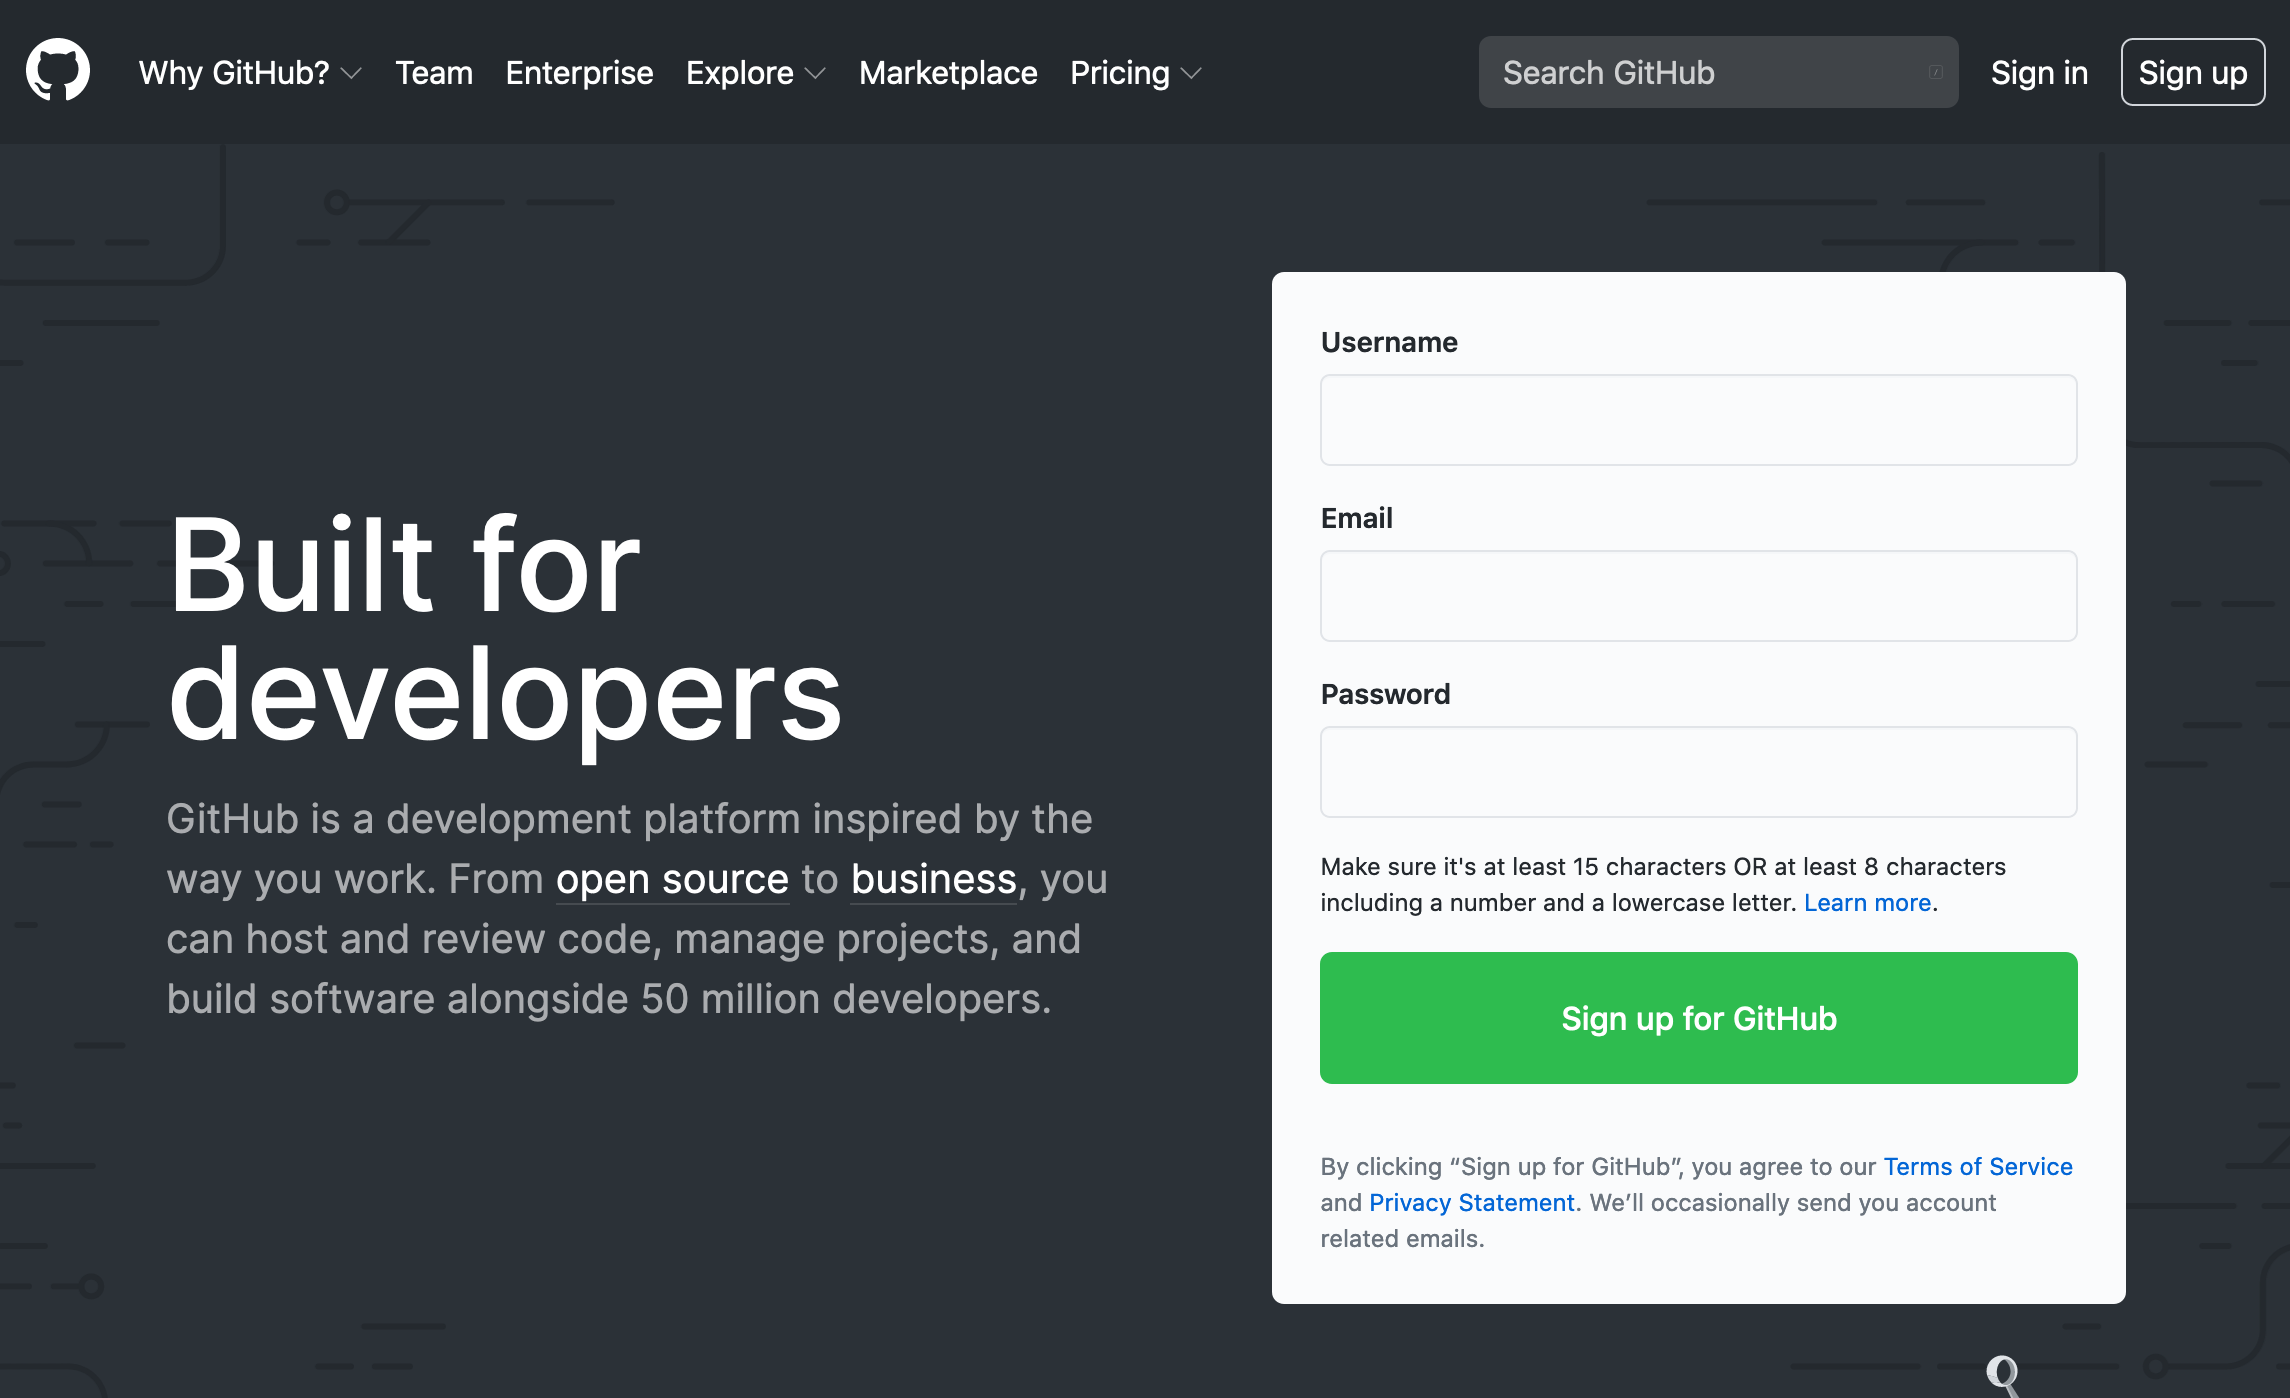 Why GitHub? Team Enterprise Explore Marketplace Pricing Search GitHub / Sign in Sign up
Built for
developers
GitHub is a development platform inspired by the
way you work. From open source to business, you
can host and review code, manage projects, and
build software alongside 50 million developers.
Username
Email
Password
Make sure it's at least 15 characters OR at least 8 characters
including a number and a lowercase letter. Learn more.
Sign up for GitHub
By clicking “Sign up for GitHub”, you agree to our Terms of Service
and Privacy Statement. We’ll occasionally send you account
related emails.